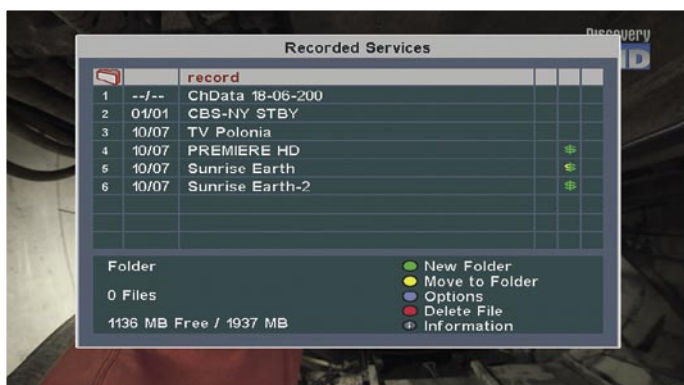 Discovery
HD
Recorded Services
record
1 --/-- ChData 18-06-200
2 01/01 CBS-NY STBY
3 10/07 TV Polonia
4 10/07 PREMIERE HD $
5 10/07 Sunrise Earth $
6 10/07 Sunrise Earth-2 $
Folder
New Folder
Move to Folder
0 Files
Options
Delete File
1136 MB Free / 1937 MB
Information